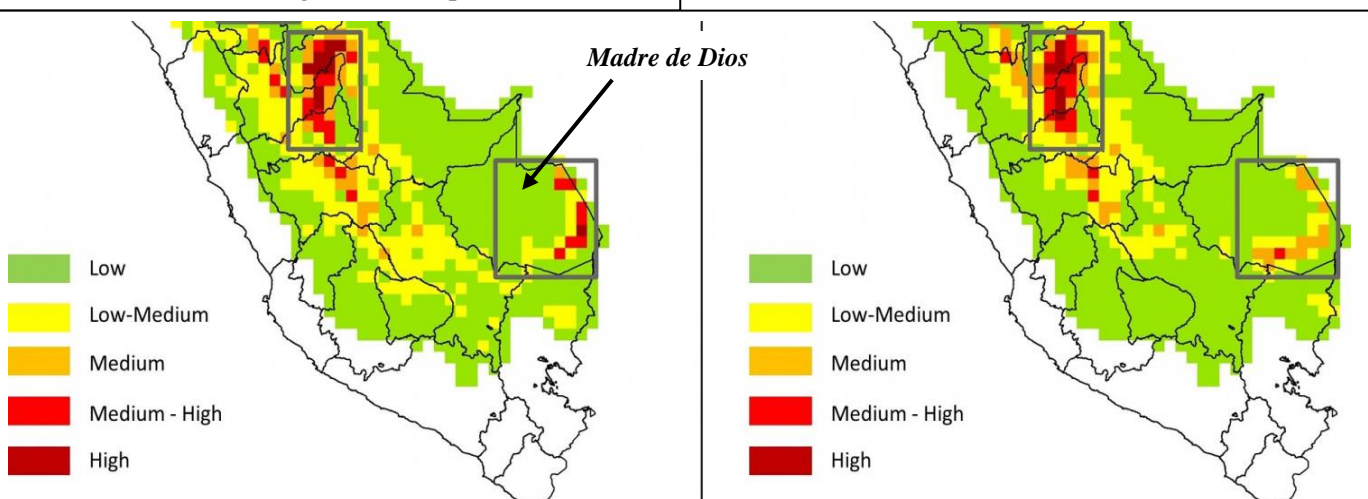 Madre de Dios
Low
Low-Medium
Medium
Medium - High
High
Low
Low-Medium
Medium
Medium - High
High